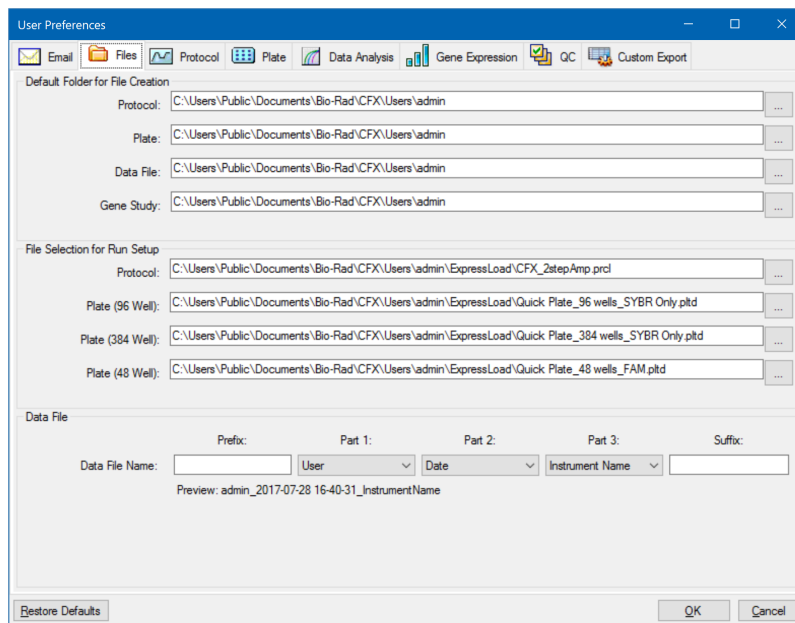 User Preferences
Email Files Protocol Plate Data Analysis Gene Expression QC Custom Export
Default Folder for File Creation
Protocol: C:\Users\Public\Documents\Bio-Rad\CFX\Users\admin ...
Plate: C:\Users\Public\Documents\Bio-Rad\CFX\Users\admin ...
Data File: C:\Users\Public\Documents\Bio-Rad\CFX\Users\admin ...
Gene Study: C:\Users\Public\Documents\Bio-Rad\CFX\Users\admin ...
File Selection for Run Setup
Protocol: C:\Users\Public\Documents\Bio-Rad\CFX\Users\admin\ExpressLoad\CFX_2stepAmp.prcl ...
Plate (96 Well): C:\Users\Public\Documents\Bio-Rad\CFX\Users\admin\ExpressLoad\Quick Plate_96 wells_SYBR Only.pltd ...
Plate (384 Well): C:\Users\Public\Documents\Bio-Rad\CFX\Users\admin\ExpressLoad\Quick Plate_384 wells_SYBR Only.pltd ...
Plate (48 Well): C:\Users\Public\Documents\Bio-Rad\CFX\Users\admin\ExpressLoad\Quick Plate_48 wells_FAM.pltd ...
Data File
Prefix: Part 1: Part 2: Part 3: Suffix:
Data File Name: User Date Instrument Name
Preview: admin_2017-07-28 16-40-31_InstrumentName
Restore Defaults OK Cancel